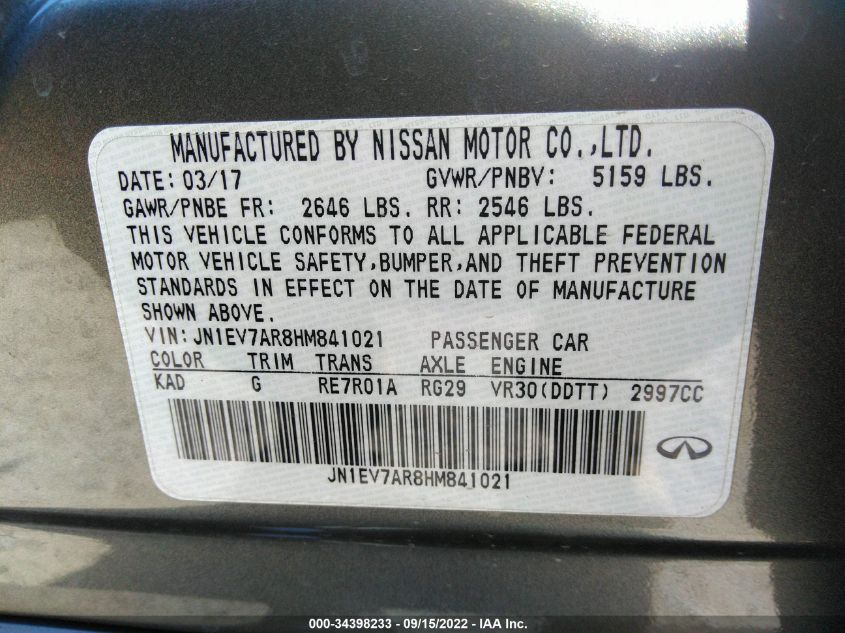 MANUFACTURED BY NISSAN MOTOR CO.,LTD.
DATE: 03/17 GVWR/PNBV: 5159 LBS.
GAWR/PNBE FR: 2646 LBS. RR: 2546 LBS.
THIS VEHICLE CONFORMS TO ALL APPLICABLE FEDERAL
MOTOR VEHICLE SAFETY,BUMPER,AND THEFT PREVENTION
STANDARDS IN EFFECT ON THE DATE OF MANUFACTURE
SHOWN ABOVE.
VIN: JN1EV7AR8HM841021 PASSENGER CAR
COLOR TRIM TRANS AXLE ENGINE
KAD G RE7R01A RG29 VR30(DDTT) 2997CC
JN1EV7AR8HM841021
000-34398233 - 09/15/2022 - IAA Inc.